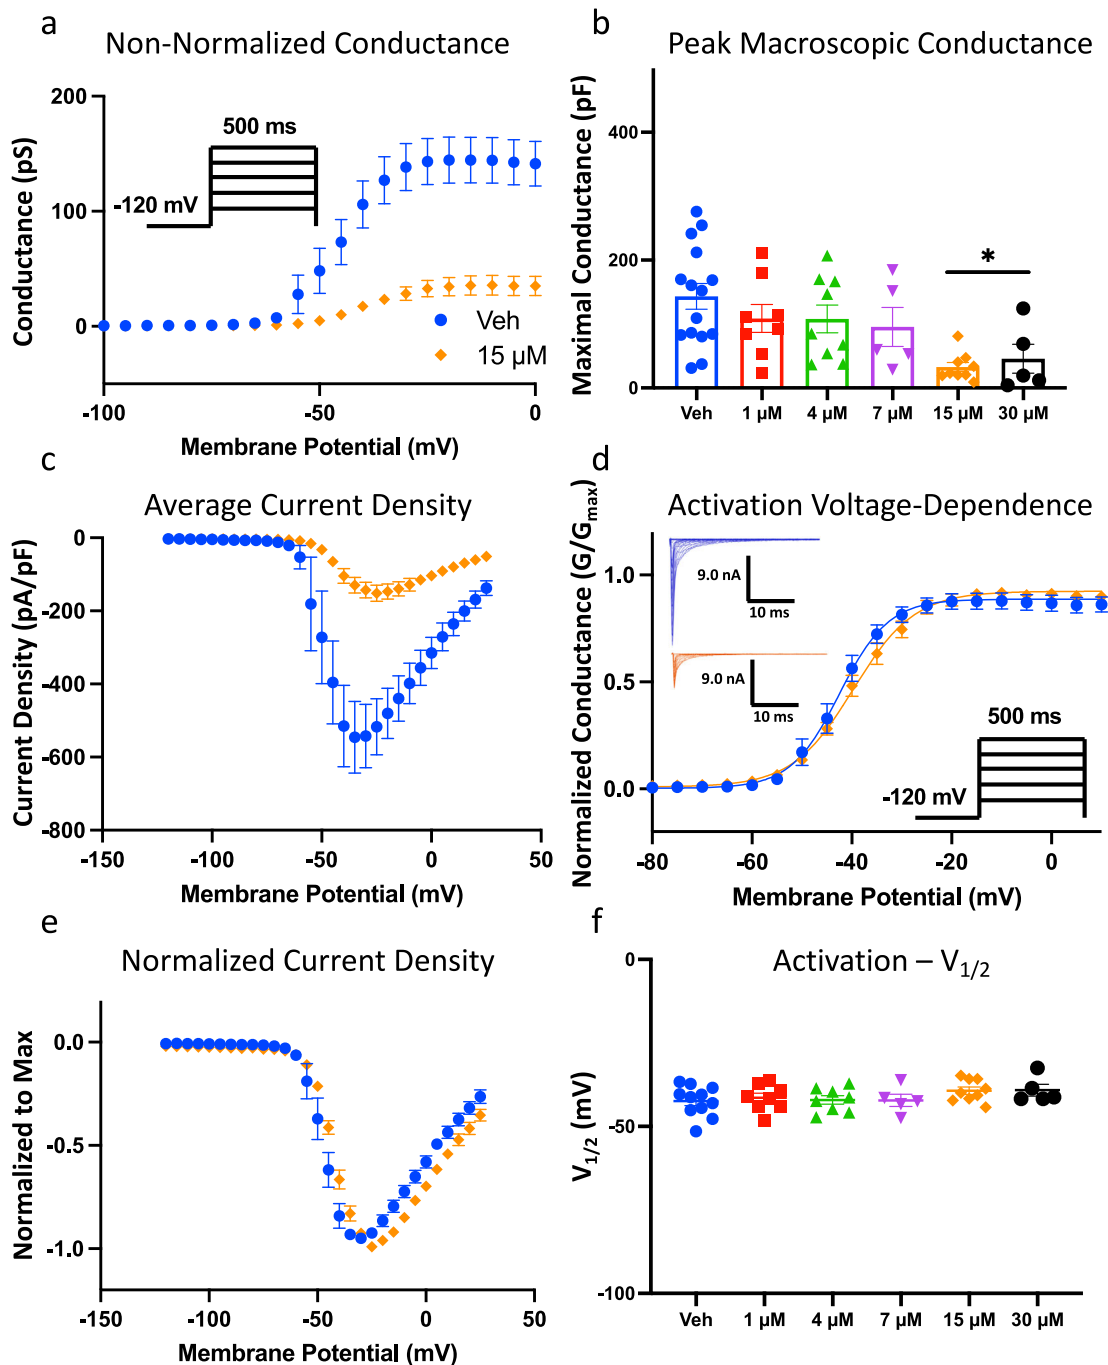 a
Non-Normalized Conductance
Conductance (pS)
200
100
0
500 ms
-120 mV
Veh
15 µM
-100
-50
0
Membrane Potential (mV)
b
Peak Macroscopic Conductance
Maximal Conductance (pF)
400
200
0
*
Veh
1 µM
4 µM
7 µM
15 µM
30 µM
c
Average Current Density
Current Density (pA/pF)
0
-200
-400
-600
-800
-150
-100
-50
0
50
Membrane Potential (mV)
d
Activation Voltage-Dependence
Normalized Conductance (G/Gmax)
1.0
0.5
0.0
9.0 nA
10 ms
9.0 nA
10 ms
500 ms
-120 mV
-80
-60
-40
-20
0
Membrane Potential (mV)
e
Normalized Current Density
Normalized to Max
0.0
-0.5
-1.0
-150
-100
-50
0
50
Membrane Potential (mV)
f
Activation – V1/2
V1/2 (mV)
0
-50
-100
Veh
1 µM
4 µM
7 µM
15 µM
30 µM